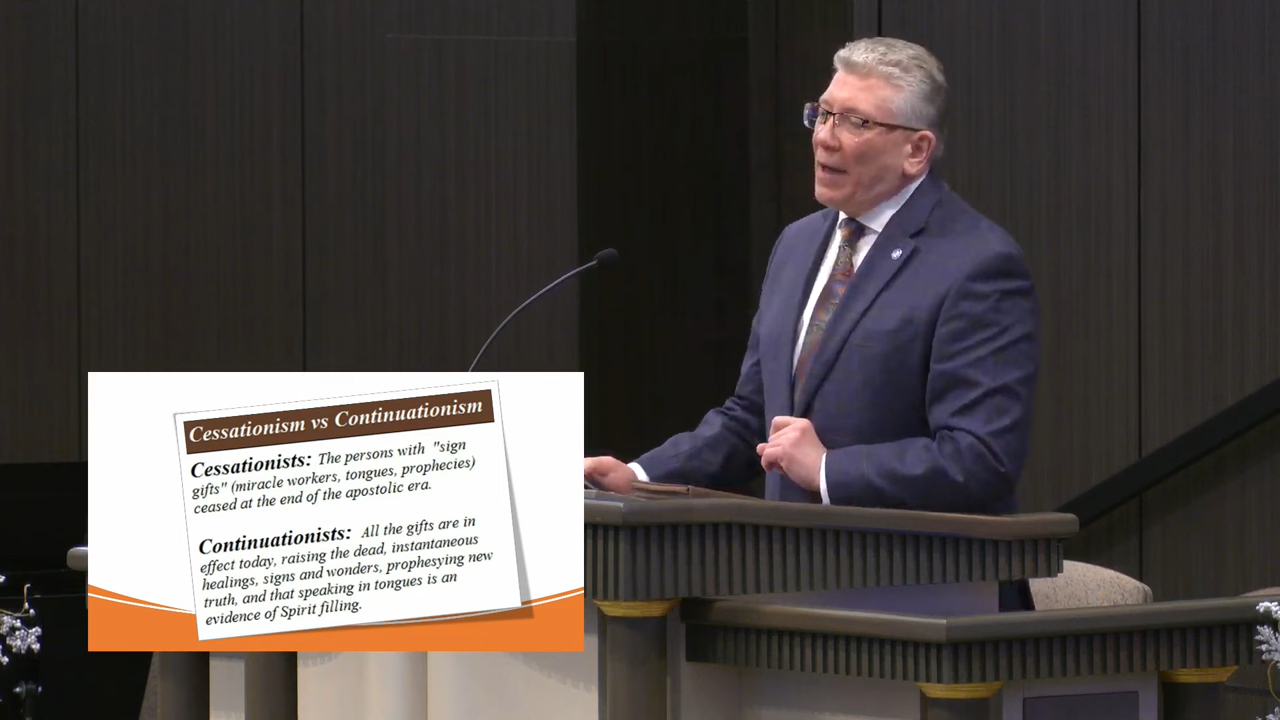 Cessationism vs Continuationism
Cessationists: The persons with "sign
gifts" (miracle workers, tongues, prophecies)
ceased at the end of the apostolic era.
Continuationists: All the gifts are in
effect today, raising the dead, instantaneous
healings, signs and wonders, prophesying new
truth, and that speaking in tongues is an
evidence of Spirit filling.